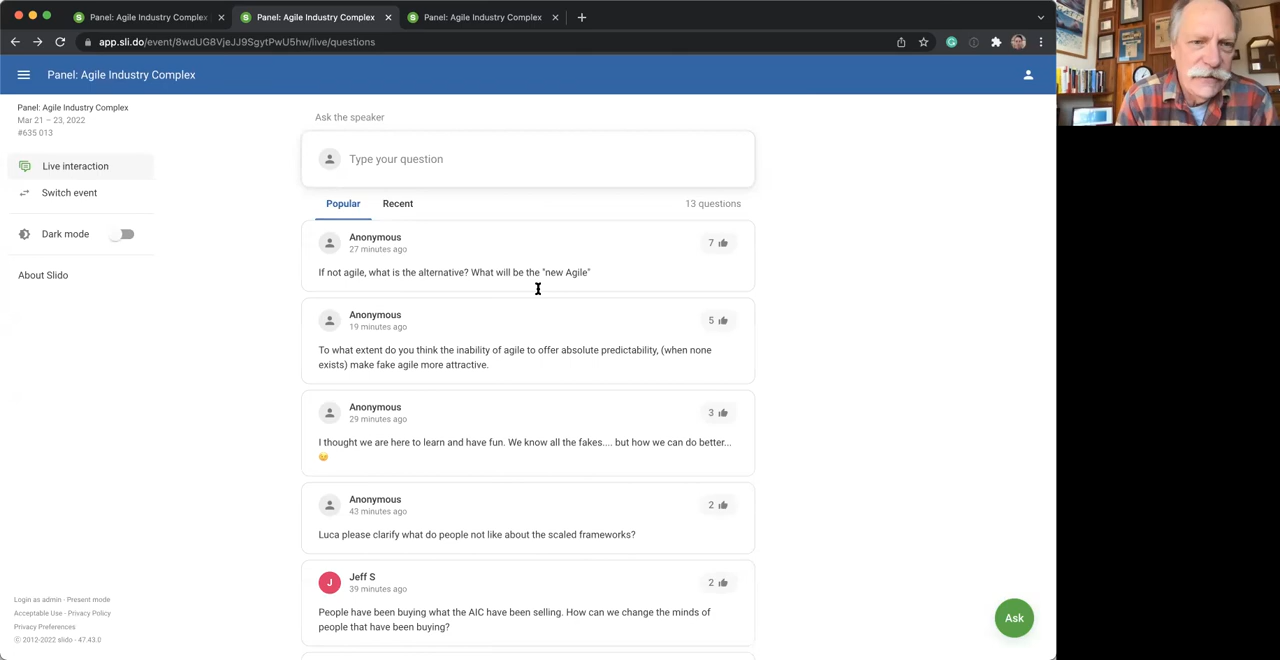 Panel: Agile Industry Complex
Panel: Agile Industry Complex
Panel: Agile Industry Complex
app.sli.do/event/8wdUG8VjeJJ9SgytPwU5hw/live/questions
Panel: Agile Industry Complex
Panel: Agile Industry Complex
Mar 21 – 23, 2022
#635 013
Live interaction
Switch event
Dark mode
About Slido
Ask the speaker
Type your question
Popular
Recent
13 questions
Anonymous
27 minutes ago
7
If not agile, what is the alternative? What will be the "new Agile"
Anonymous
19 minutes ago
5
To what extent do you think the inability of agile to offer absolute predictability, (when none
exists) make fake agile more attractive.
Anonymous
29 minutes ago
3
I thought we are here to learn and have fun. We know all the fakes.... but how we can do better...
Anonymous
43 minutes ago
2
Luca please clarify what do people not like about the scaled frameworks?
J
Jeff S
39 minutes ago
2
People have been buying what the AIC have been selling. How can we change the minds of
people that have been buying?
Ask
Login as admin - Present mode
Acceptable Use - Privacy Policy
Privacy Preferences
© 2012-2022 slido - 47.43.0